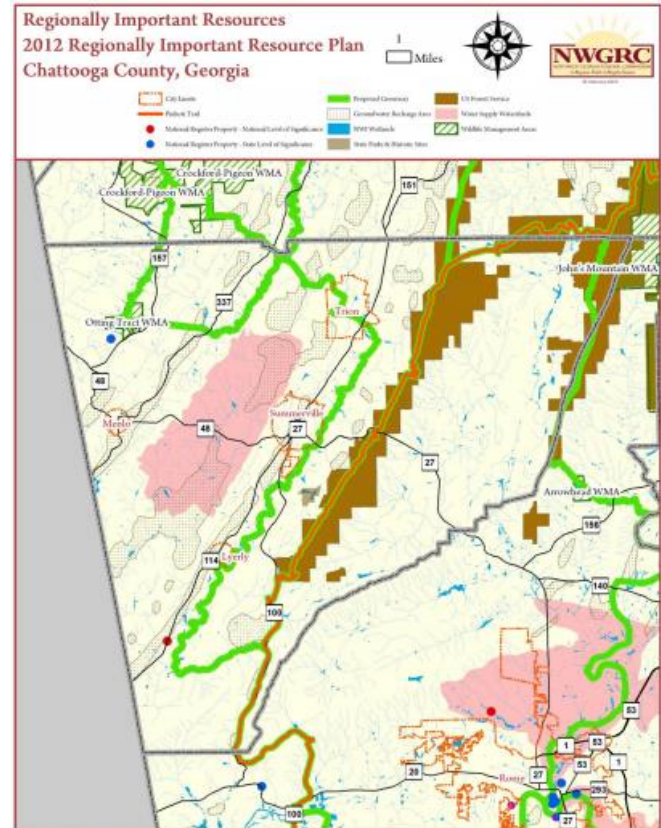 Regionally Important Resources
2012 Regionally Important Resource Plan
Chattooga County, Georgia
1
Miles
NWGRC
City Limits
Pinhoti Trail
National Register Property - National Level of Significance
National Register Property - State Level of Significance
Proposed Greenway
Groundwater Recharge Area
NWI Wetlands
State Parks & Historic Sites
US Forest Service
Water Supply Watersheds
Wildlife Management Areas
Crockford-Pigeon WMA
Crockford-Pigeon WMA
151
157
John's Mountain WMA
337
Otting Tract WMA
Trion
48
Menlo
48
Summerville
27
27
Arrowhead WMA
156
114
Lyerly
140
100
53
1
53
53
1
20
Rome
27
293
100
27